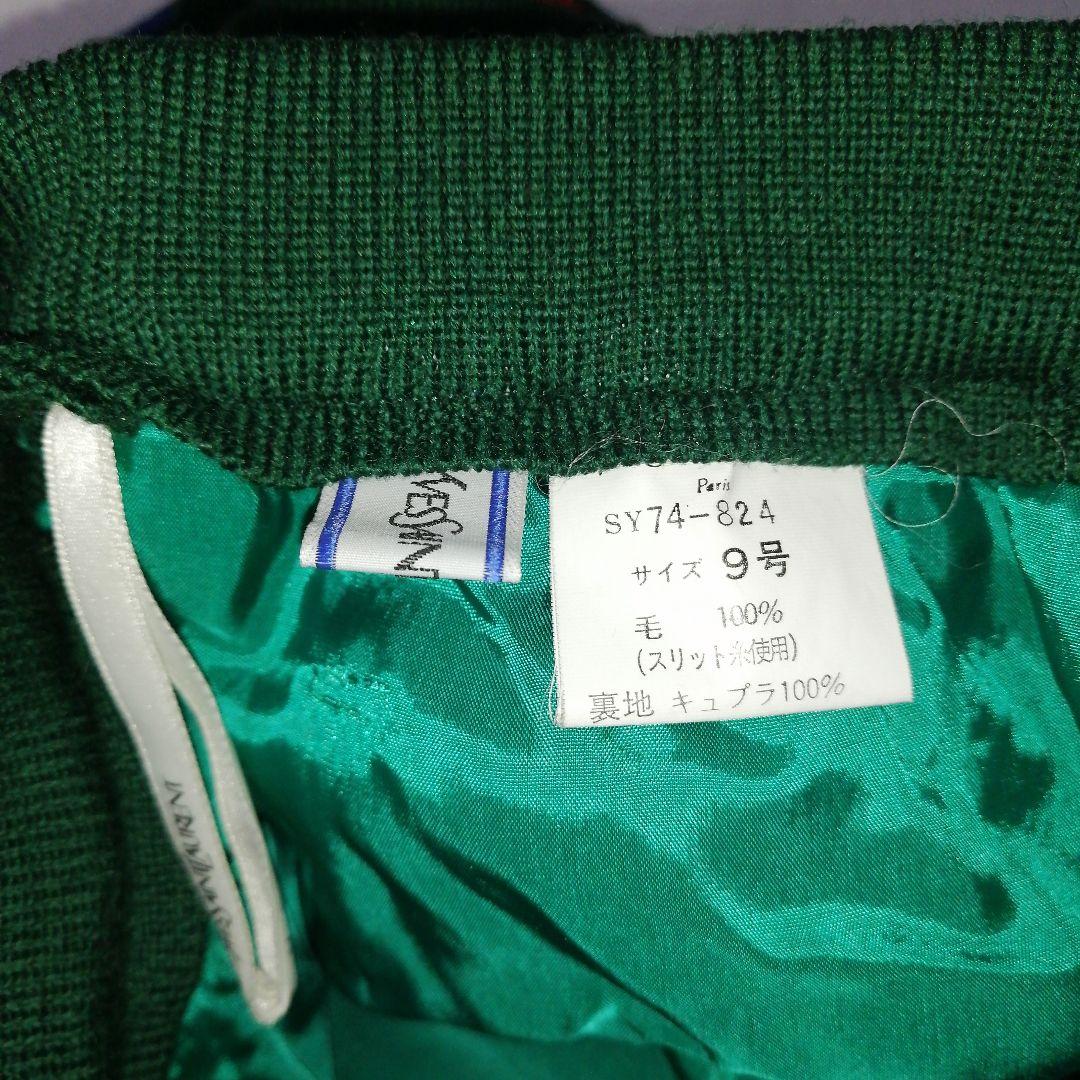 YVESSAINT
Paris
SY74-824
サイズ 9号
毛 100%
(スリット糸使用)
裏地 キュプラ100%